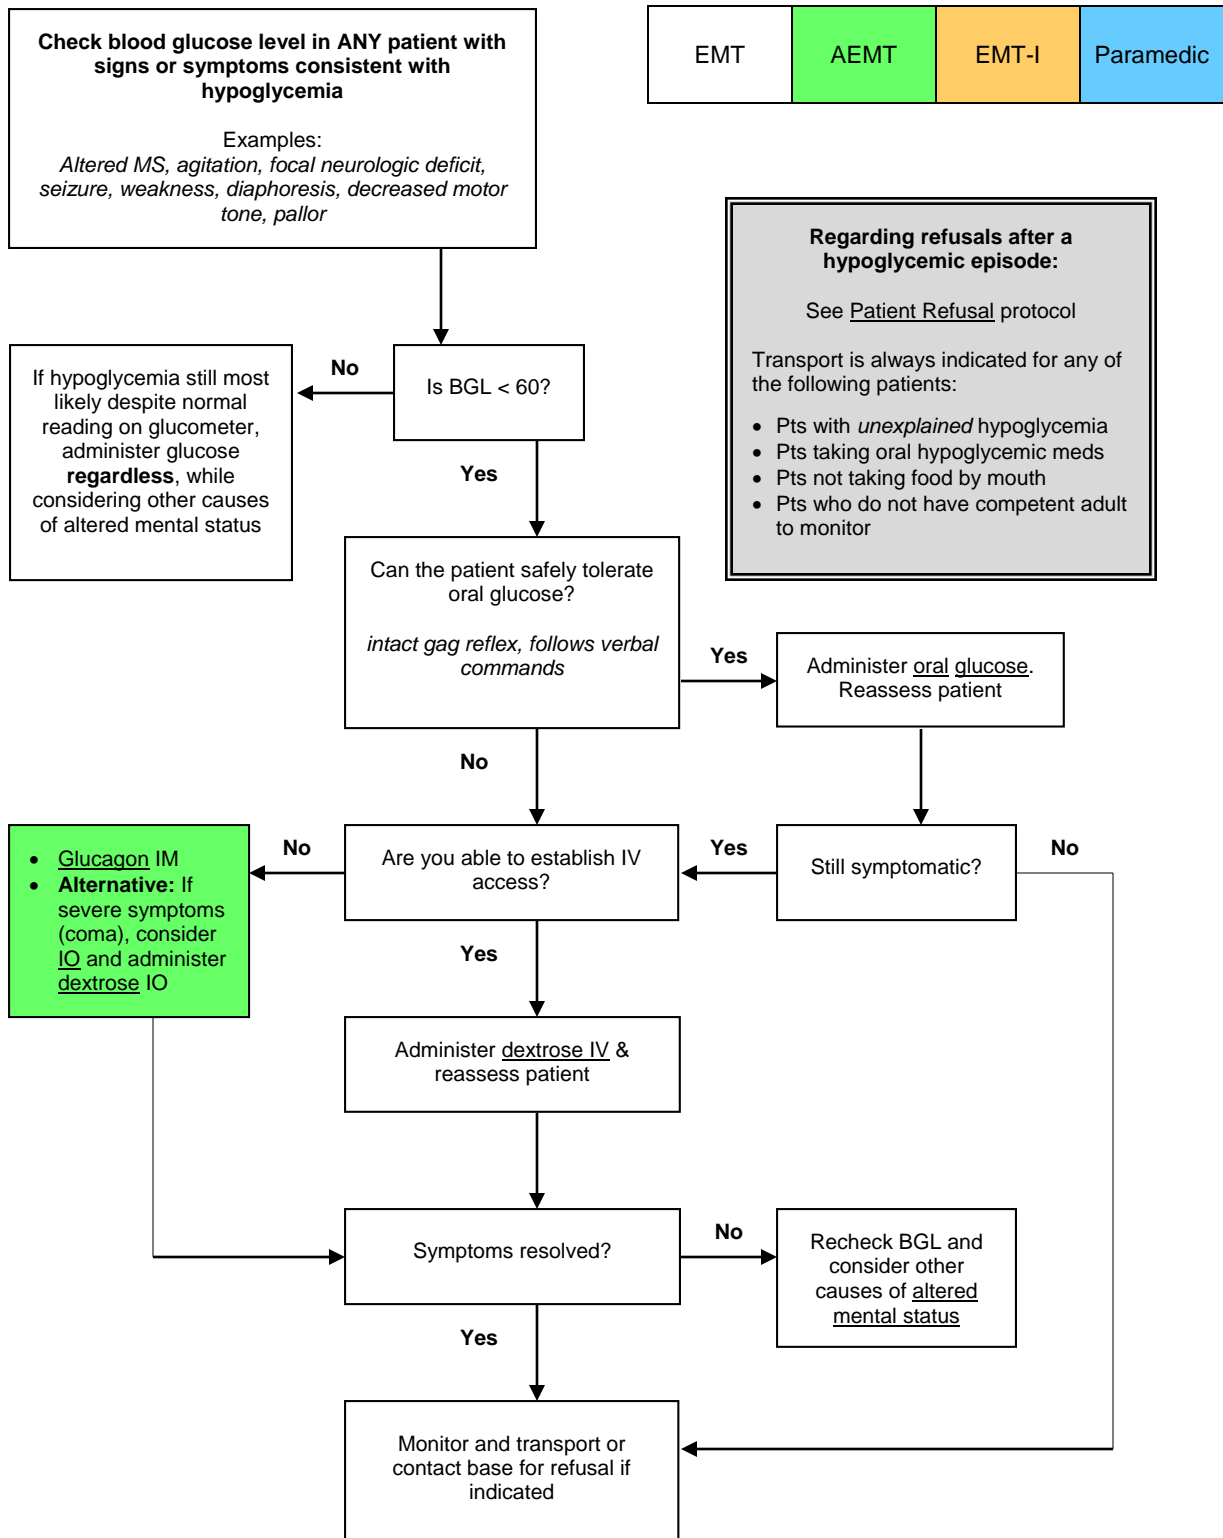 Check blood glucose level in ANY patient with
signs or symptoms consistent with
hypoglycemia
Examples:
Altered MS, agitation, focal neurologic deficit,
seizure, weakness, diaphoresis, decreased motor
tone, pallor
EMT
AEMT
EMT-I
Paramedic
Regarding refusals after a
hypoglycemic episode:
See Patient Refusal protocol
Transport is always indicated for any of
the following patients:
• Pts with unexplained hypoglycemia
• Pts taking oral hypoglycemic meds
• Pts not taking food by mouth
• Pts who do not have competent adult
to monitor
Is BGL < 60?
No
If hypoglycemia still most
likely despite normal
reading on glucometer,
administer glucose
regardless, while
considering other causes
of altered mental status
Yes
Can the patient safely tolerate
oral glucose?
intact gag reflex, follows verbal
commands
Yes
Administer oral glucose.
Reassess patient
No
Still symptomatic?
Yes
No
Are you able to establish IV
access?
No
• Glucagon IM
• Alternative: If
severe symptoms
(coma), consider
IO and administer
dextrose IO
Yes
Administer dextrose IV &
reassess patient
Symptoms resolved?
No
Recheck BGL and
consider other
causes of altered
mental status
Yes
Monitor and transport or
contact base for refusal if
indicated